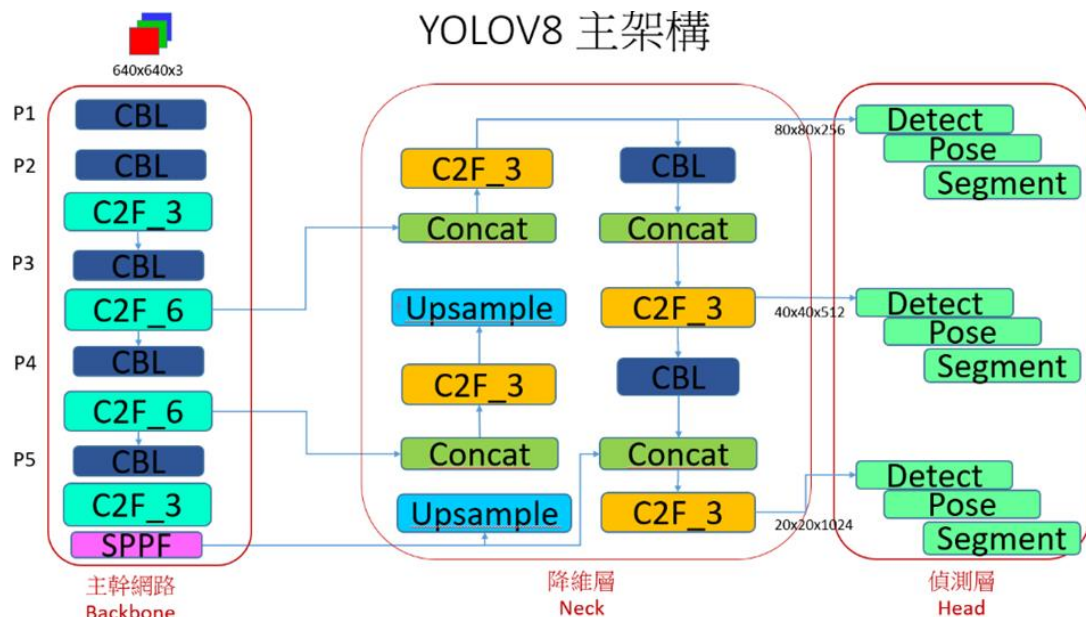 YOLOV8 主架構
640x640x3
P1
CBL
P2
CBL
C2F_3
P3
CBL
C2F_6
P4
CBL
C2F_6
P5
CBL
C2F_3
SPPF
主幹網路
Backbone
C2F_3
Concat
Upsample
C2F_3
Concat
Upsample
CBL
Concat
C2F_3
CBL
Concat
C2F_3
降維層
Neck
80x80x256
Detect
Pose
Segment
40x40x512
Detect
Pose
Segment
20x20x1024
Detect
Pose
Segment
偵測層
Head